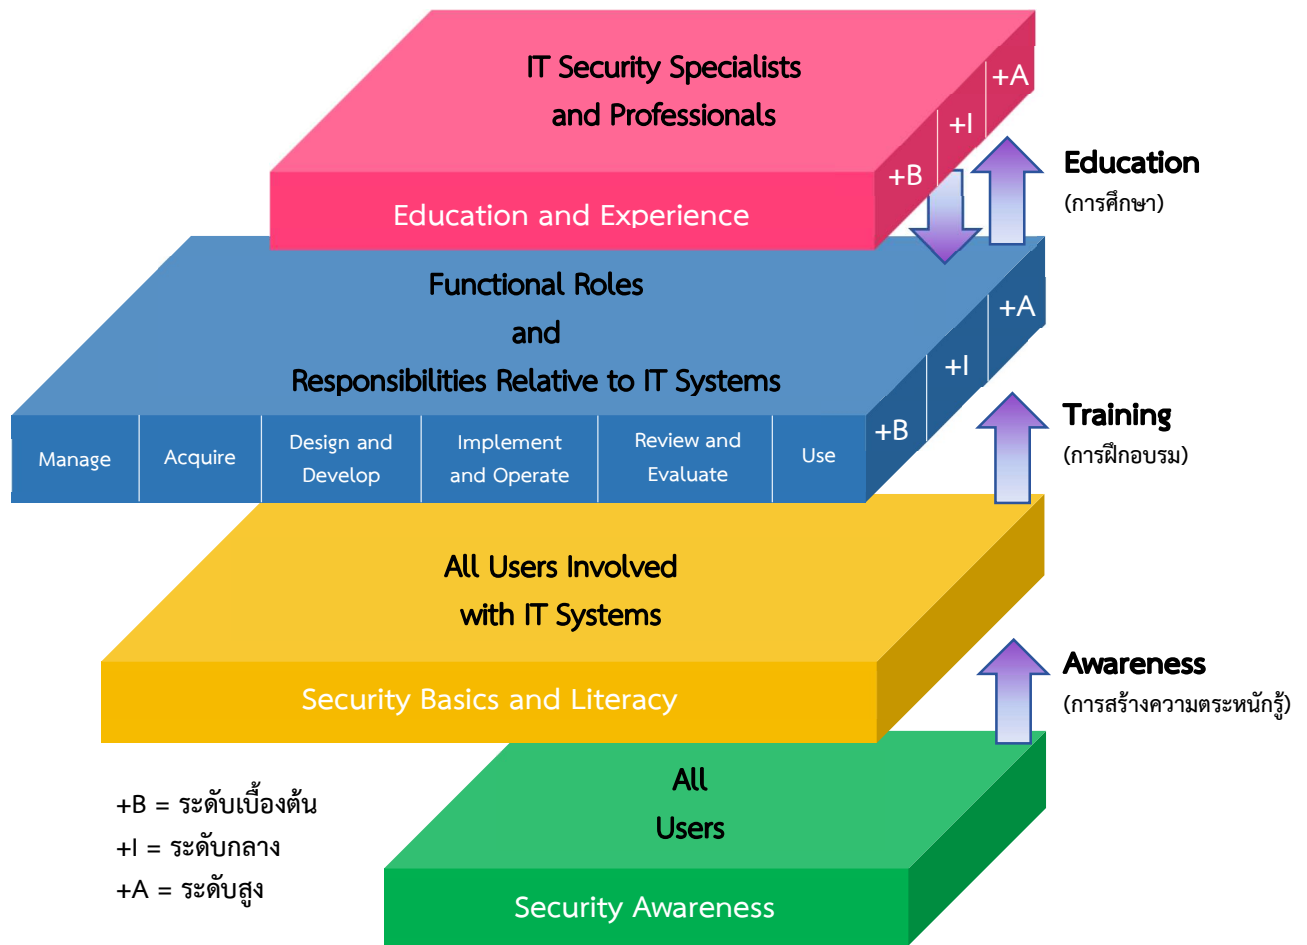 IT Security Specialists
and Professionals
+B
+I
+A
Education and Experience
Education
(การศึกษา)
Functional Roles
and
Responsibilities Relative to IT Systems
+B
+I
+A
Manage
Acquire
Design and
Develop
Implement
and Operate
Review and
Evaluate
Use
Training
(การฝึกอบรม)
All Users Involved
with IT Systems
Security Basics and Literacy
Awareness
(การสร้างความตระหนักรู้)
All
Users
Security Awareness
+B = ระดับเบื้องต้น
+I = ระดับกลาง
+A = ระดับสูง